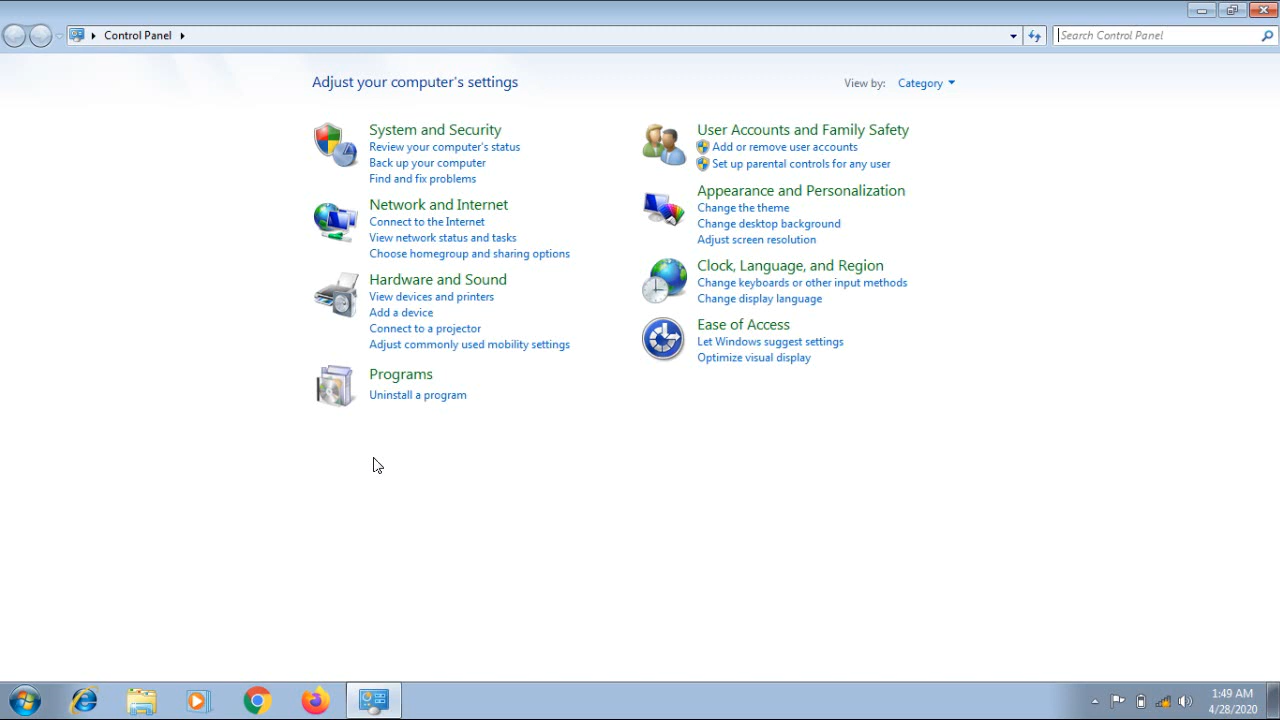 Control Panel
Search Control Panel
Adjust your computer's settings
View by: Category
System and Security
Review your computer's status
Back up your computer
Find and fix problems
Network and Internet
Connect to the Internet
View network status and tasks
Choose homegroup and sharing options
Hardware and Sound
View devices and printers
Add a device
Connect to a projector
Adjust commonly used mobility settings
Programs
Uninstall a program
User Accounts and Family Safety
Add or remove user accounts
Set up parental controls for any user
Appearance and Personalization
Change the theme
Change desktop background
Adjust screen resolution
Clock, Language, and Region
Change keyboards or other input methods
Change display language
Ease of Access
Let Windows suggest settings
Optimize visual display
1:49 AM
4/28/2020